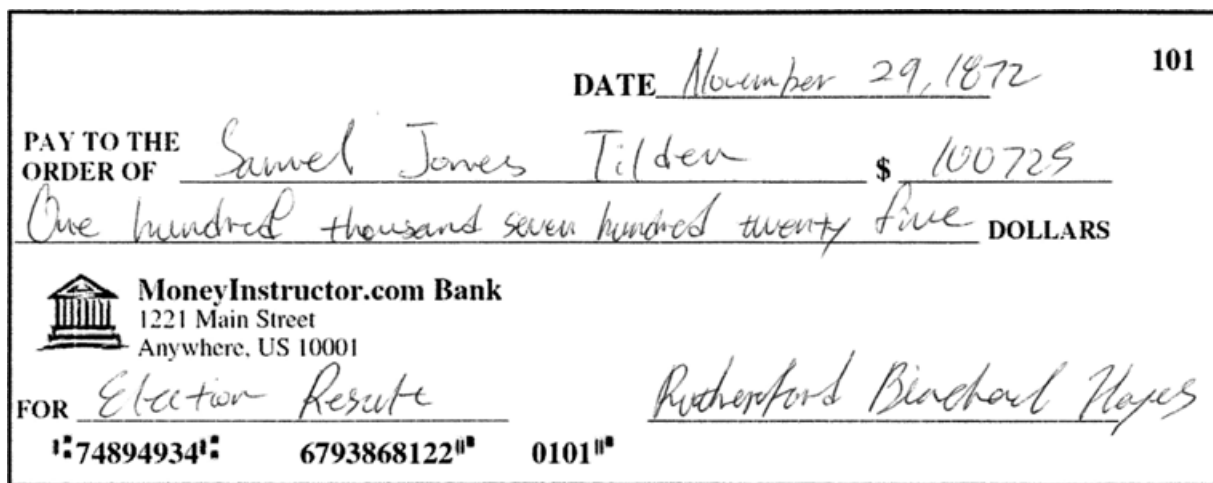 101
DATE November 29, 1872
PAY TO THE ORDER OF Samuel Jones Tilden $ 100725
One hundred thousand seven hundred twenty five DOLLARS
MoneyInstructor.com Bank
1221 Main Street
Anywhere, US 10001
FOR Election Result Rutherford Hayes
⑆74894934⑆ 6793868122⑈ 0101⑈